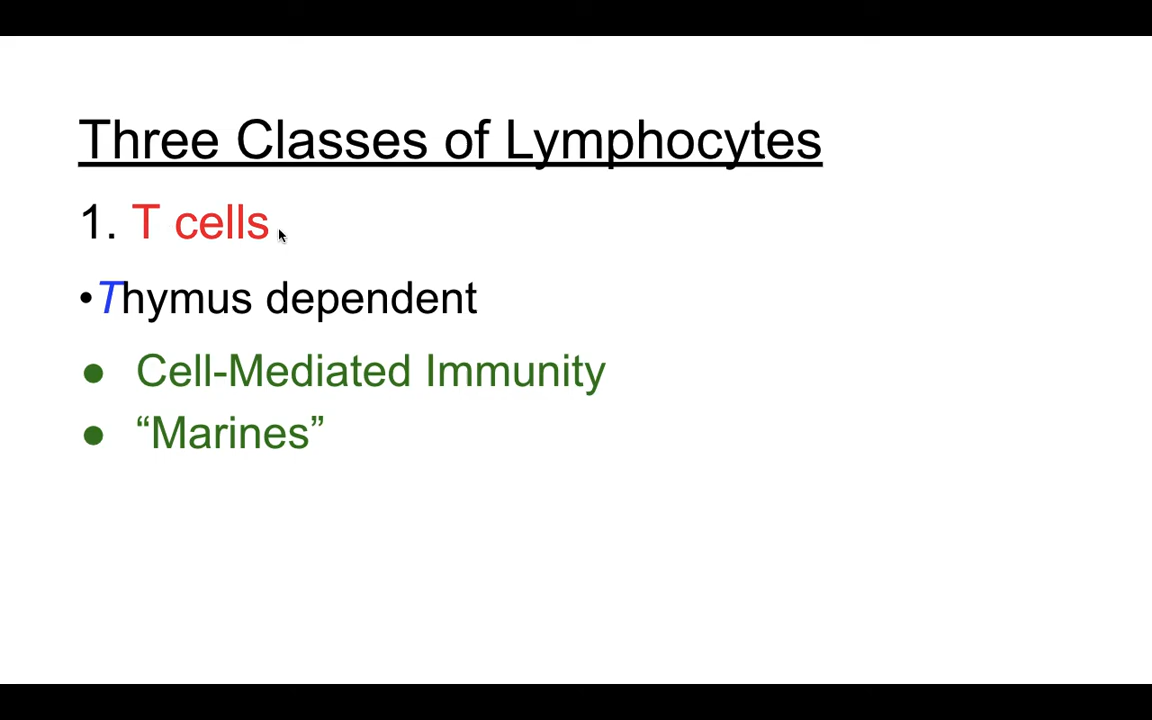 Three Classes of Lymphocytes
1. T cells
•Thymus dependent
● Cell-Mediated Immunity
● “Marines”